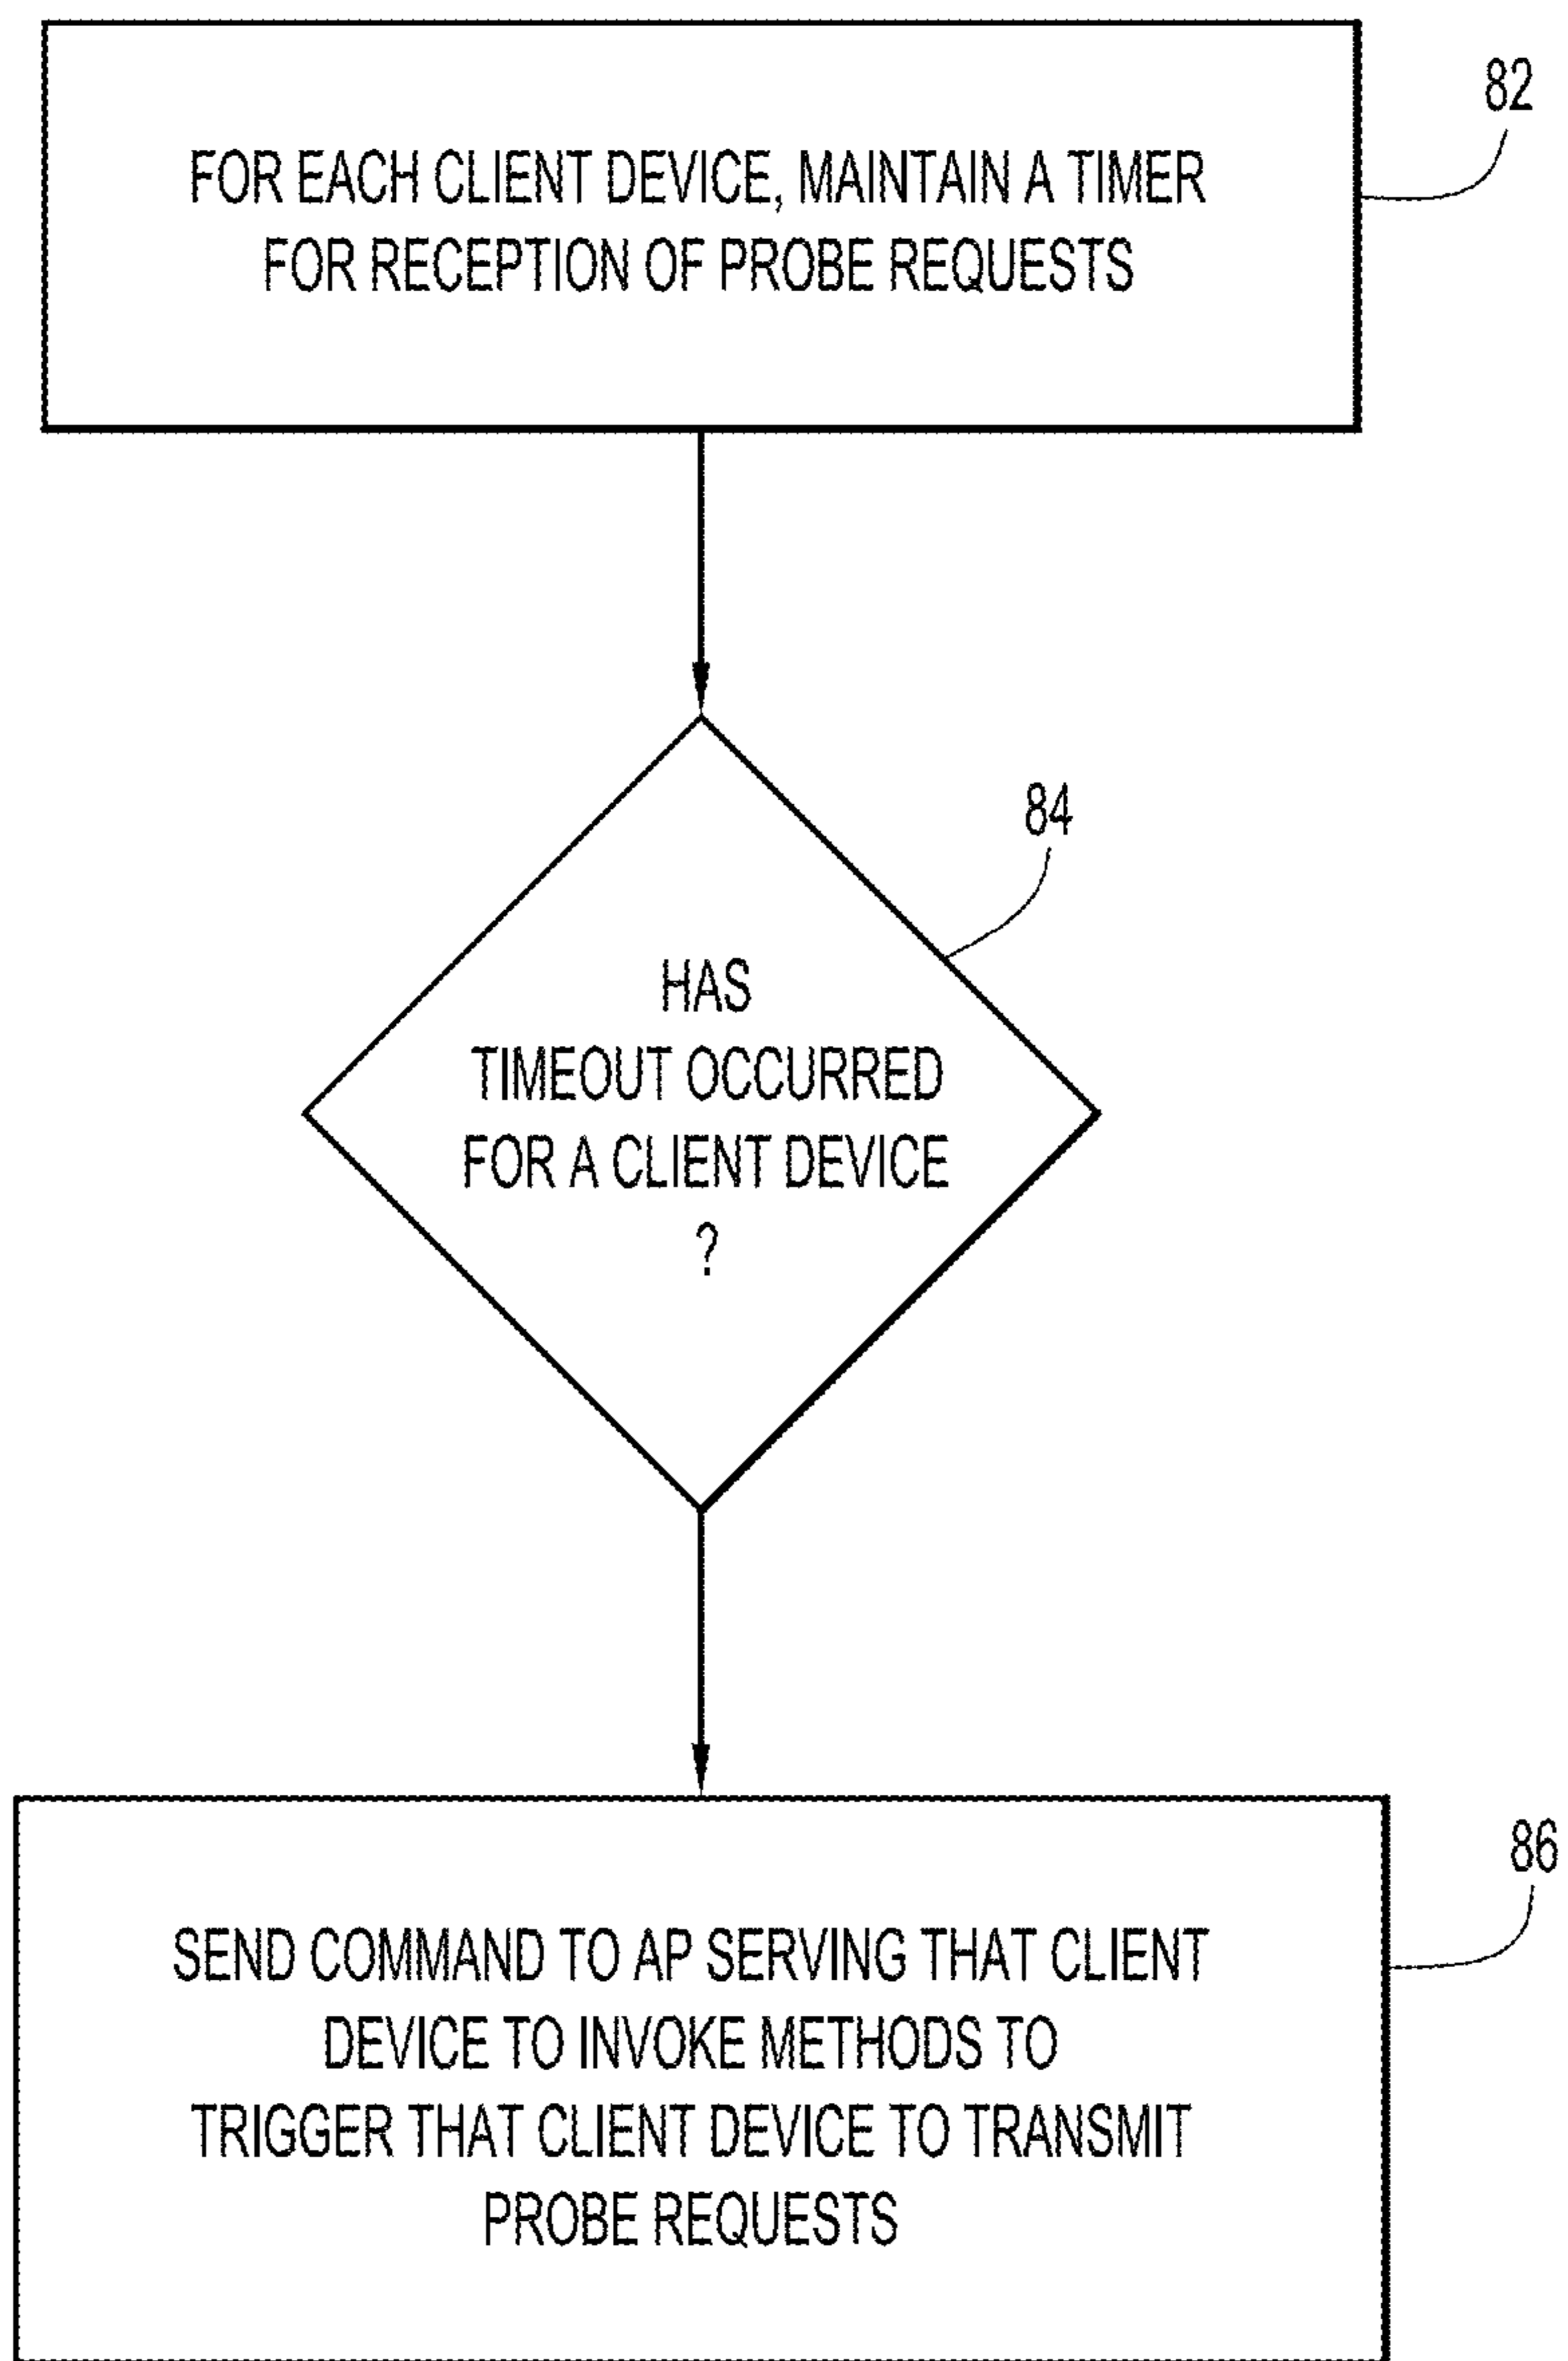 82
FOR EACH CLIENT DEVICE, MAINTAIN A TIMER
FOR RECEPTION OF PROBE REQUESTS
84
HAS
TIMEOUT OCCURRED
FOR A CLIENT DEVICE
?
86
SEND COMMAND TO AP SERVING THAT CLIENT
DEVICE TO INVOKE METHODS TO
TRIGGER THAT CLIENT DEVICE TO TRANSMIT
PROBE REQUESTS